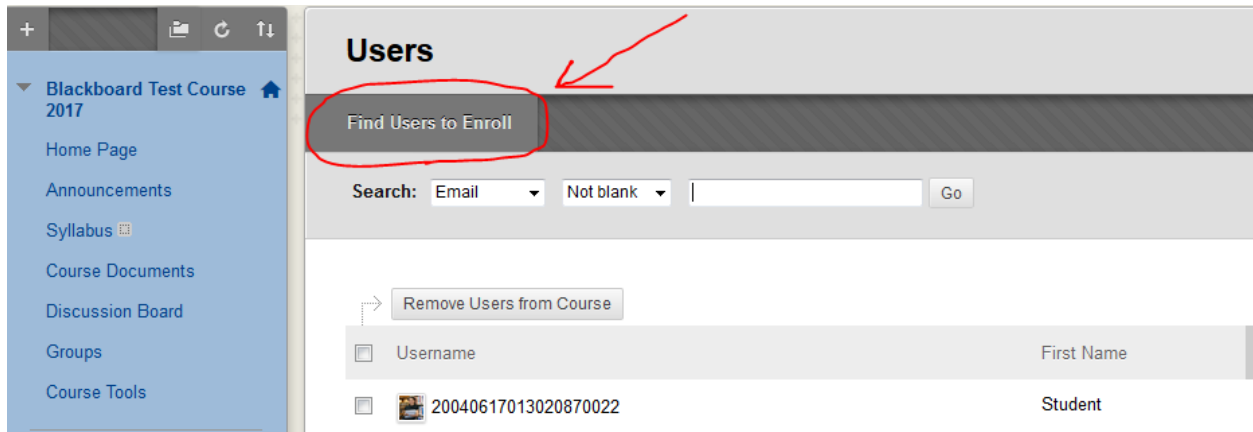 Blackboard Test Course
2017
Home Page
Announcements
Syllabus
Course Documents
Discussion Board
Groups
Course Tools
Users
Find Users to Enroll
Search: Email Not blank Go
Remove Users from Course
Username First Name
20040617013020870022 Student